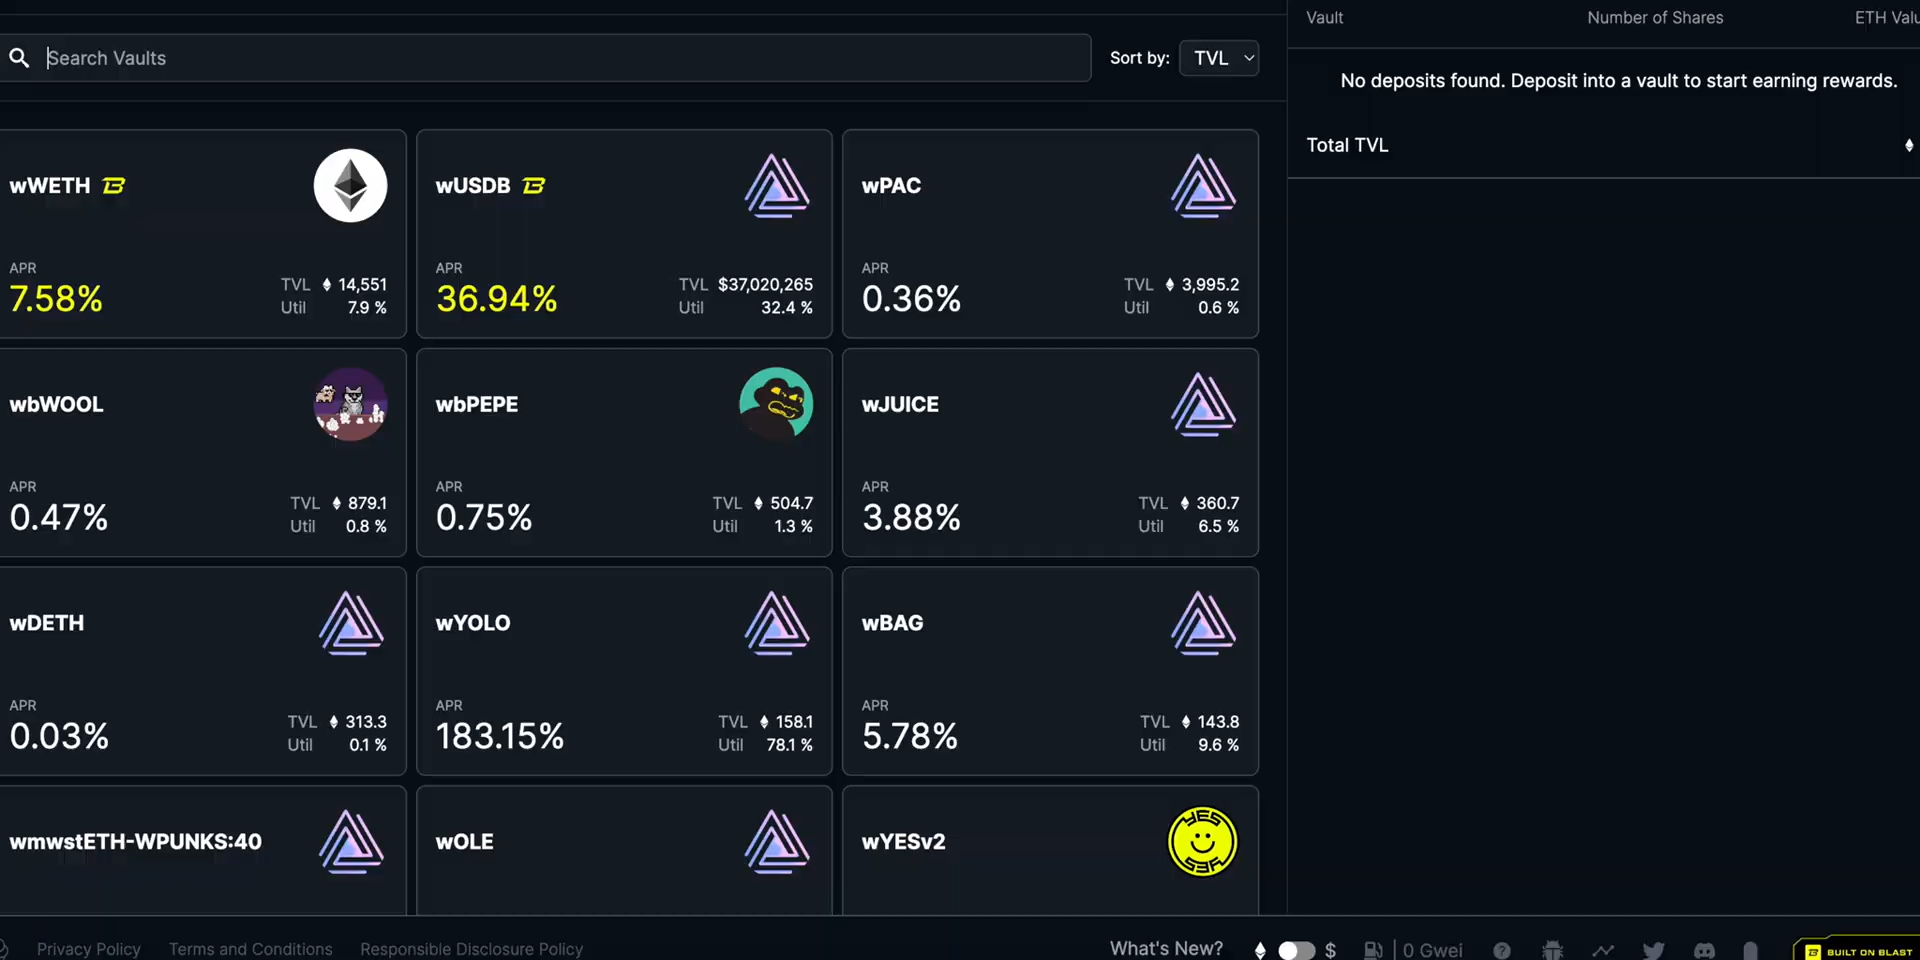 Search Vaults
Sort by: TVL
wWETH
APR
7.58%
TVL 14,551
Util 7.9 %
wUSDB
APR
36.94%
TVL $37,020,265
Util 32.4 %
wPAC
APR
0.36%
TVL 3,995.2
Util 0.6 %
wbWOOL
APR
0.47%
TVL 879.1
Util 0.8 %
wbPEPE
APR
0.75%
TVL 504.7
Util 1.3 %
wJUICE
APR
3.88%
TVL 360.7
Util 6.5 %
wDETH
APR
0.03%
TVL 313.3
Util 0.1 %
wYOLO
APR
183.15%
TVL 158.1
Util 78.1 %
wBAG
APR
5.78%
TVL 143.8
Util 9.6 %
wmwstETH-WPUNKS:40
wOLE
wYESv2
YES
YES
Vault Number of Shares ETH Valu
No deposits found. Deposit into a vault to start earning rewards.
Total TVL
Privacy Policy Terms and Conditions Responsible Disclosure Policy What's New? $ 0 Gwei ? BUILT ON BLAST